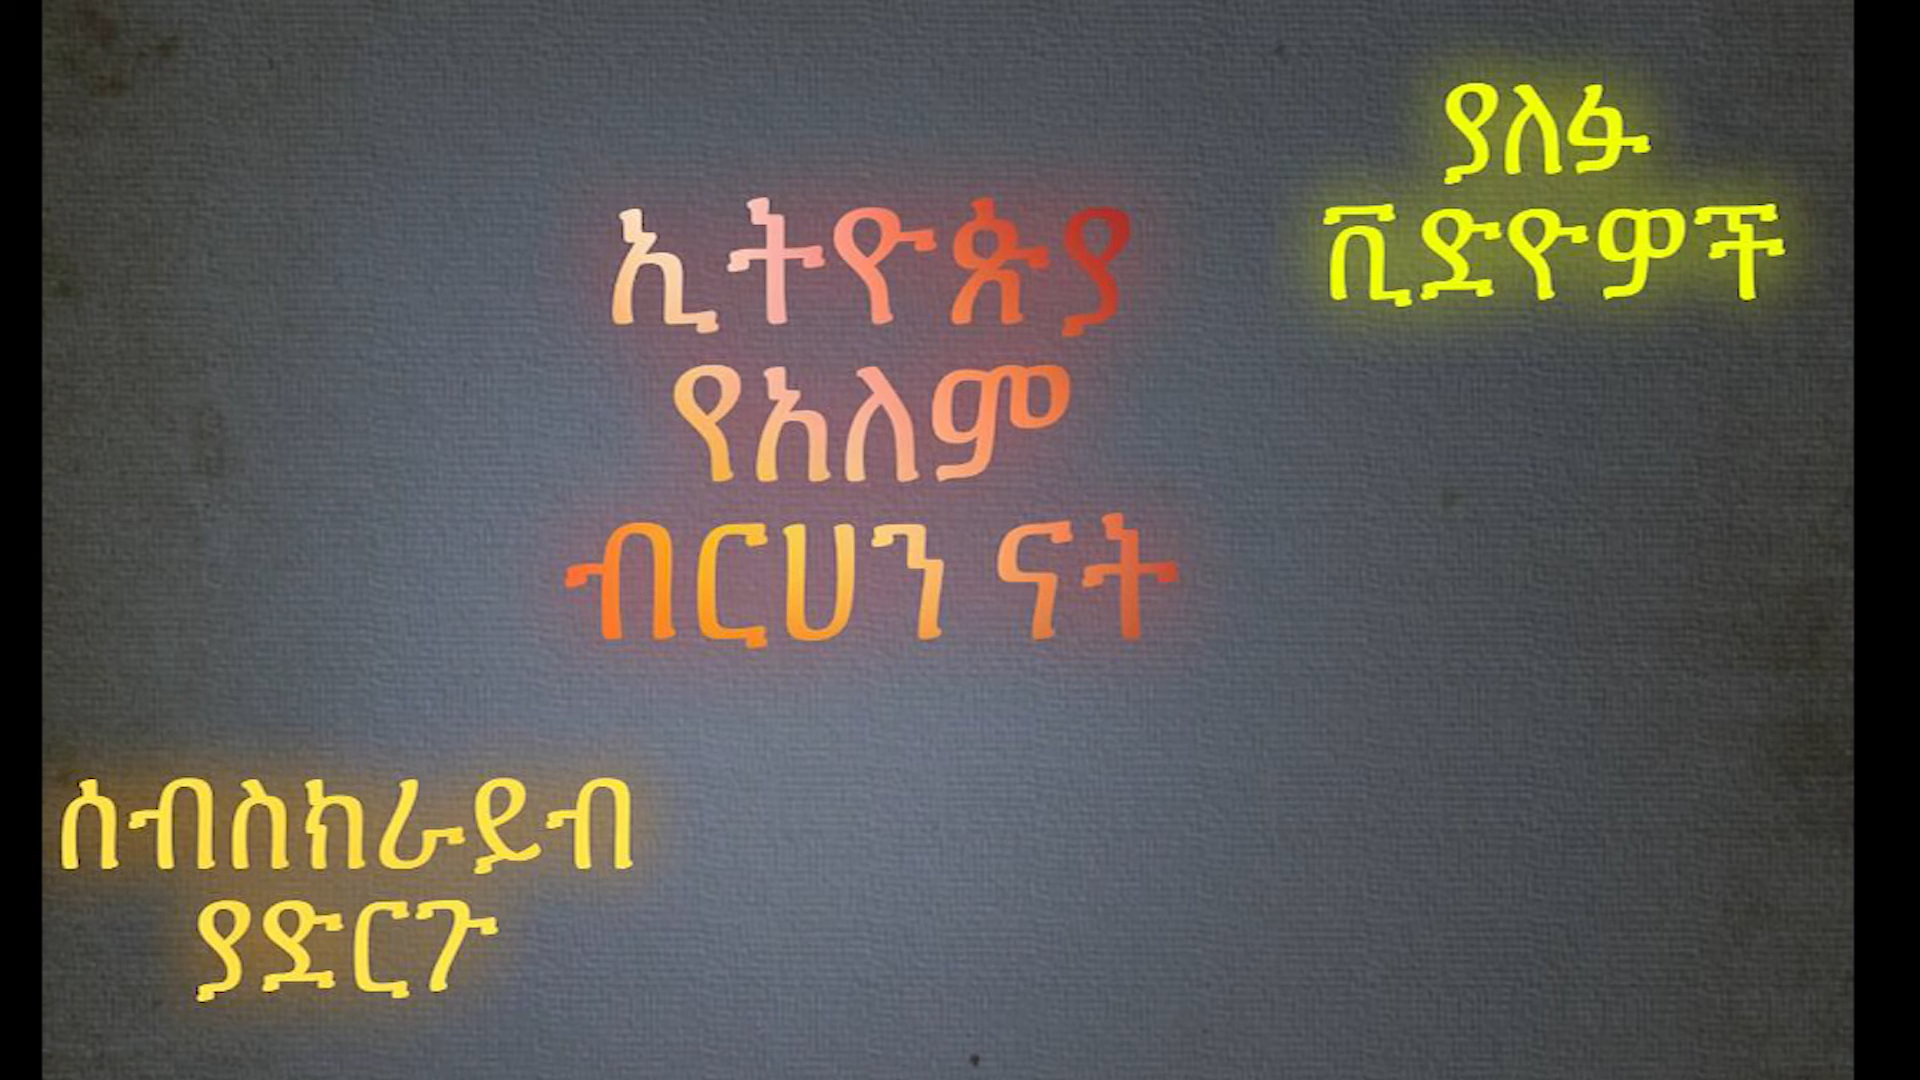 ያለፉ
ቪድዮዎች
ኢትዮጵያ
የአለም
ብርሀን ናት
ሰብስክራይብ
ያድርጉ